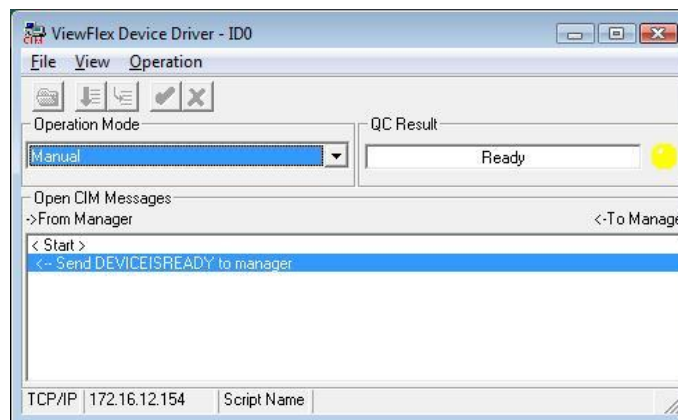 CIM
ViewFlex Device Driver - ID0
File View Operation
Operation Mode
QC Result
Manual
Ready
Open CIM Messages
->From Manager
<-To Manage
< Start >
<-- Send DEVICEISREADY to manager
TCP/IP 172.16.12.154 Script Name